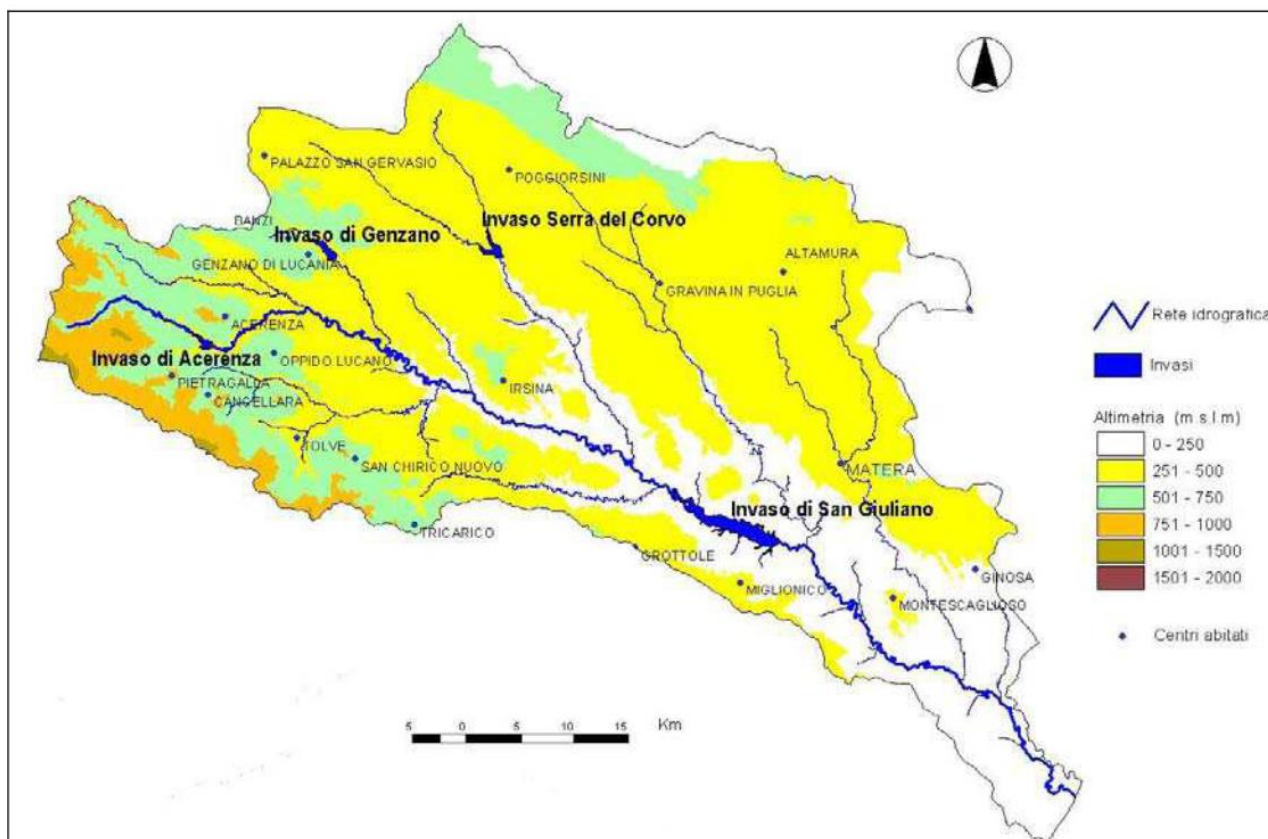 PALAZZO SAN GERVASIO
POGGIORSINI
BANZI
Invaso di Genzano
Invaso Serra del Corvo
GENZANO DI LUCANIA
ALTAMURA
GRAVINA IN PUGLIA
ACERENZA
Invaso di Acerenza
OPPIDO LUCANO
PIETRAGALLA
CANCELLARA
IRSINA
TOLVE
SAN CHIRICO NUOVO
MATERA
Invaso di San Giuliano
TRICARICO
GROTTOLE
MIGLIONICO
GINOSA
MONTESCAGLIOSO
5 0 5 10 15 Km
Rete idrografica
Invasi
Altimetria (m s l m)
0 - 250
251 - 500
501 - 750
751 - 1000
1001 - 1500
1501 - 2000
Centri abitati